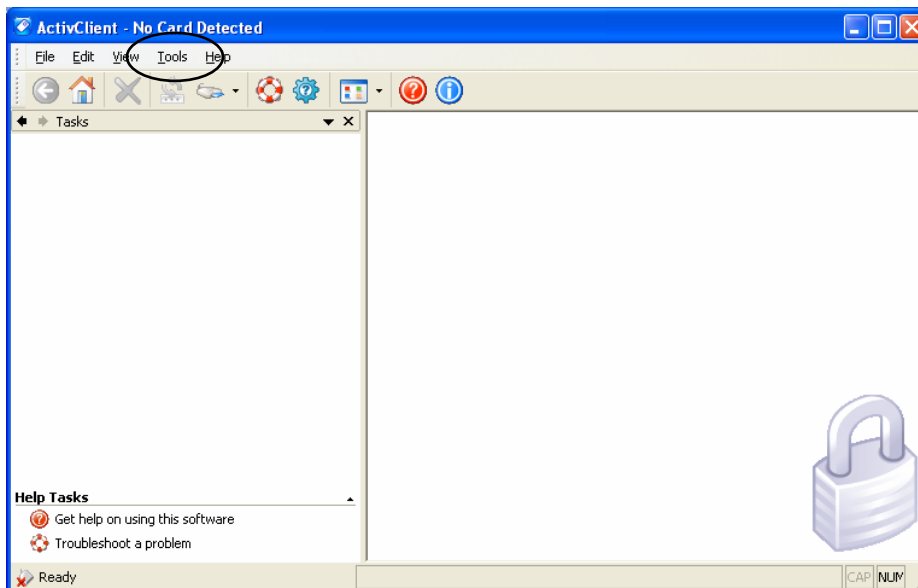 ActivClient - No Card Detected
File Edit View Tools Help
Tasks
Help Tasks
Get help on using this software
Troubleshoot a problem
Ready
CAP NUM